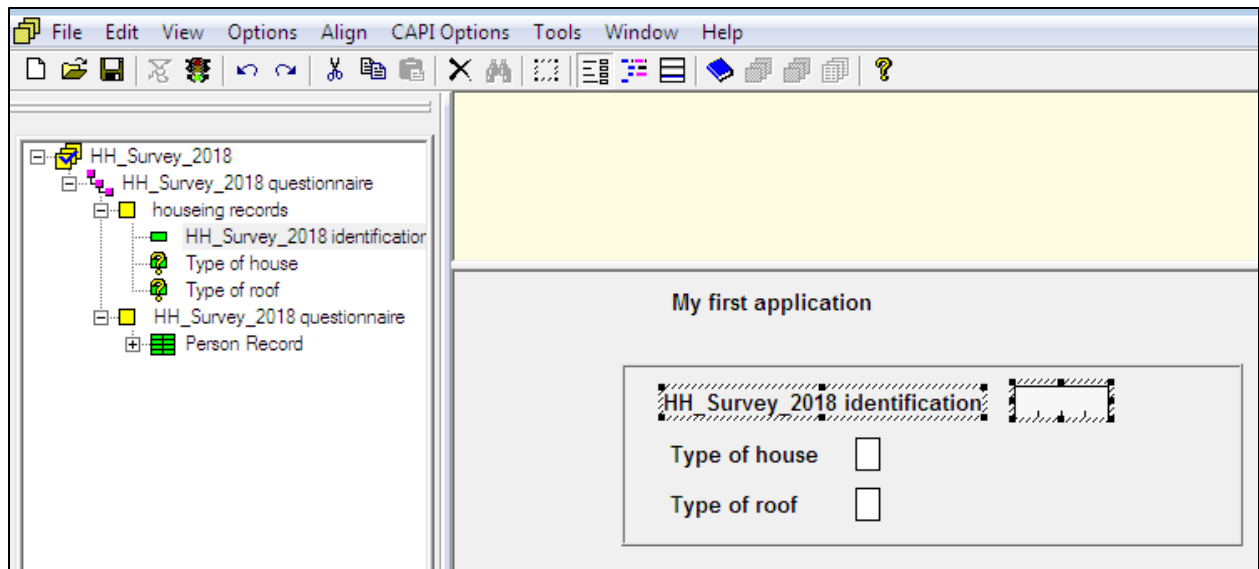 File Edit View Options Align CAPI Options Tools Window Help
HH_Survey_2018
HH_Survey_2018 questionnaire
houseing records
HH_Survey_2018 identification
Type of house
Type of roof
HH_Survey_2018 questionnaire
Person Record
My first application
HH_Survey_2018 identification
Type of house
Type of roof